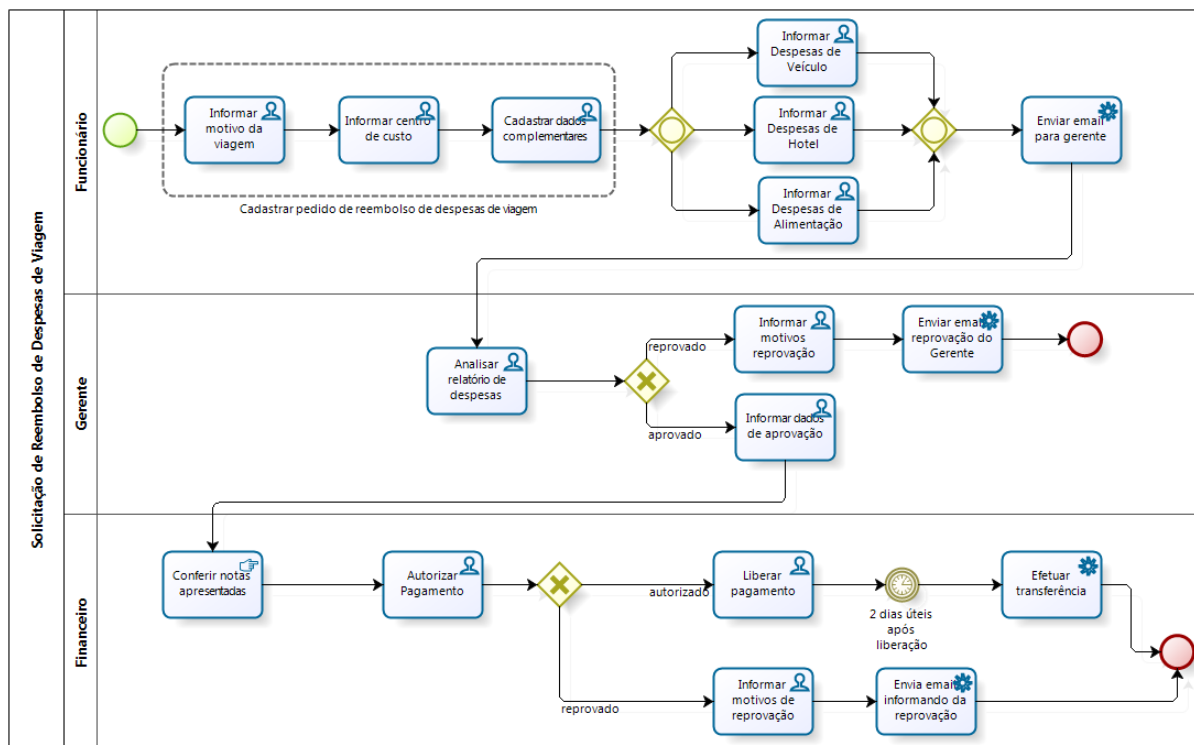 Solicitação de Reembolso de Despesas de Viagem
Funcionário
Informar
motivo da
viagem
Informar centro
de custo
Cadastrar dados
complementares
Cadastrar pedido de reembolso de despesas de viagem
Informar
Despesas de
Veículo
Informar
Despesas de
Hotel
Informar
Despesas de
Alimentação
Enviar email
para gerente
Gerente
Analisar
relatório de
despesas
reprovado
Informar
motivos
reprovação
Enviar email
reprovação do
Gerente
aprovado
Informar dados
de aprovação
Financeiro
Conferir notas
apresentadas
Autorizar
Pagamento
autorizado
Liberar
pagamento
2 dias úteis
após
liberação
Efetuar
transferência
reprovado
Informar
motivos de
reprovação
Envia email
informando da
reprovação